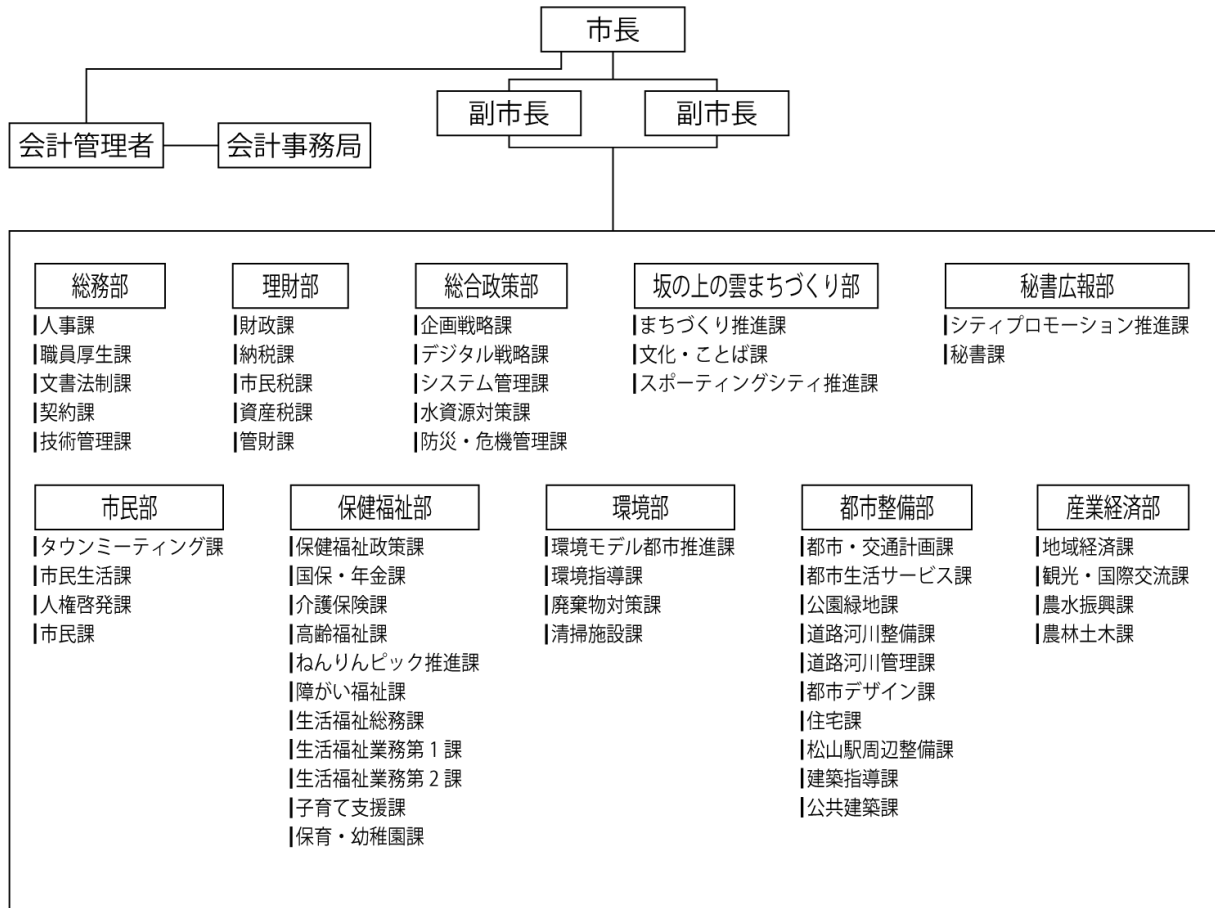 市長
副市長
副市長
会計管理者
会計事務局
総務部
人事課
職員厚生課
文書法制課
契約課
技術管理課
理財部
財政課
納税課
市民税課
資産税課
管財課
総合政策部
企画戦略課
デジタル戦略課
システム管理課
水資源対策課
防災・危機管理課
坂の上の雲まちづくり部
まちづくり推進課
文化・ことば課
スポーティングシティ推進課
秘書広報部
シティプロモーション推進課
秘書課
市民部
タウンミーティング課
市民生活課
人権啓発課
市民課
保健福祉部
保健福祉政策課
国保・年金課
介護保険課
高齢福祉課
ねんりんピック推進課
障がい福祉課
生活福祉総務課
生活福祉業務第1課
生活福祉業務第2課
子育て支援課
保育・幼稚園課
環境部
環境モデル都市推進課
環境指導課
廃棄物対策課
清掃施設課
都市整備部
都市・交通計画課
都市生活サービス課
公園緑地課
道路河川整備課
道路河川管理課
都市デザイン課
住宅課
松山駅周辺整備課
建築指導課
公共建築課
産業経済部
地域経済課
観光・国際交流課
農水振興課
農林土木課